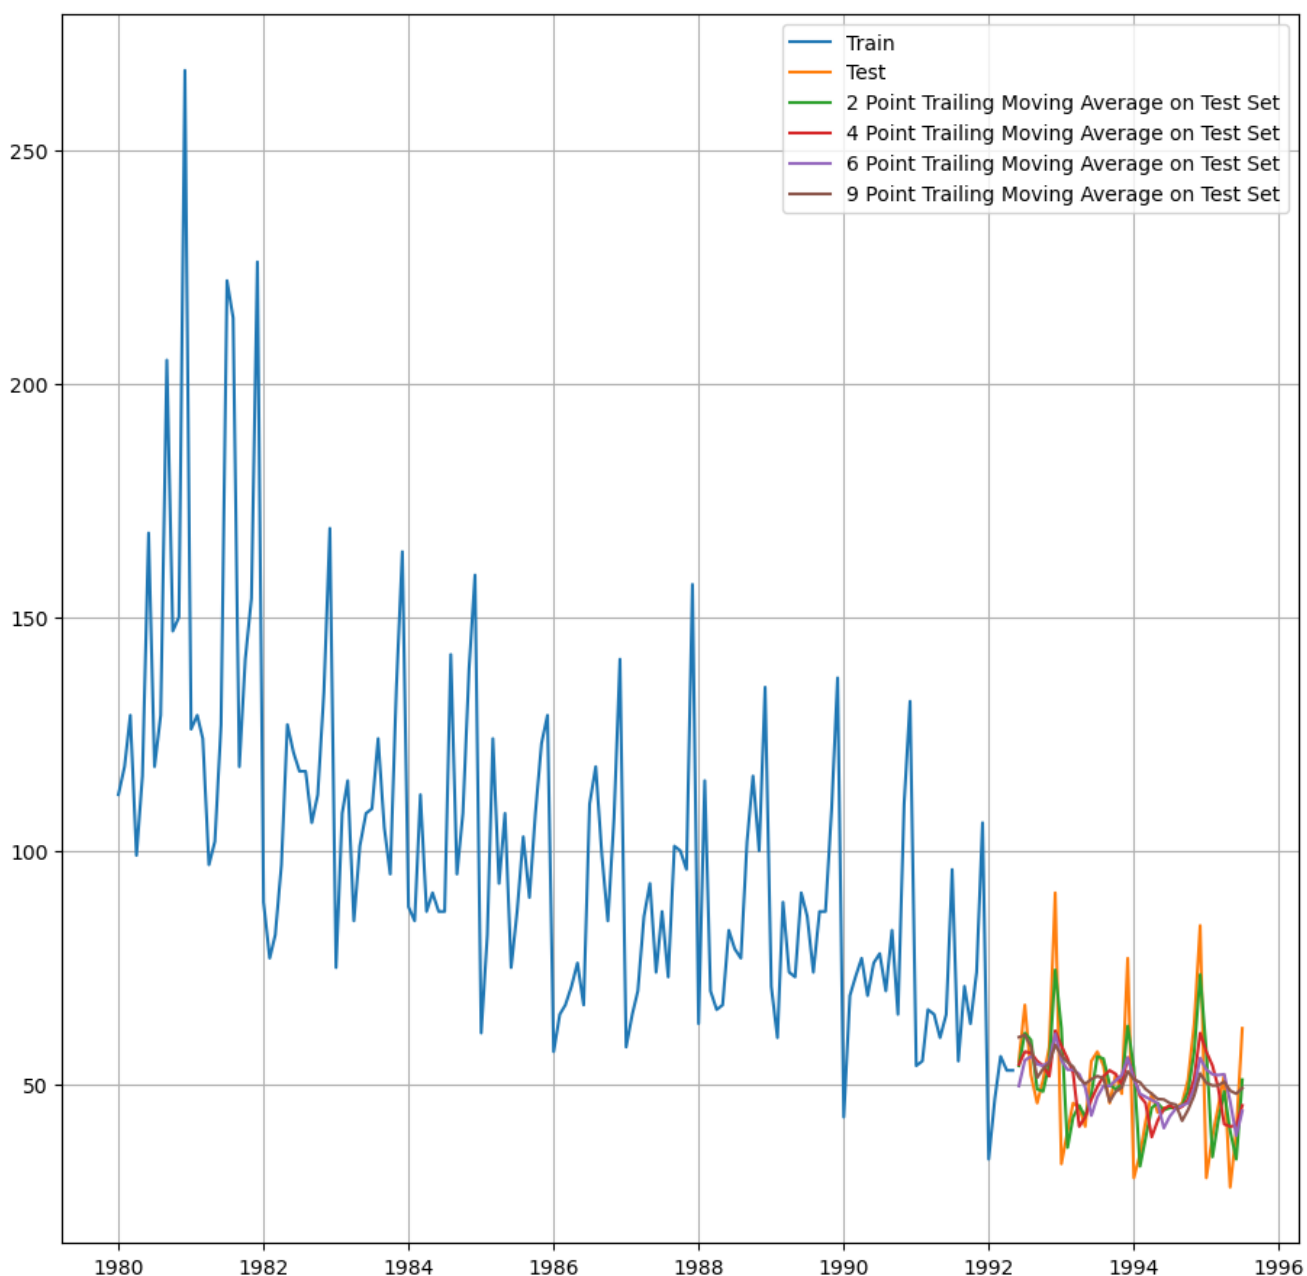 Train
Test
2 Point Trailing Moving Average on Test Set
4 Point Trailing Moving Average on Test Set
6 Point Trailing Moving Average on Test Set
9 Point Trailing Moving Average on Test Set
250
200
150
100
50
1980 1982 1984 1986 1988 1990 1992 1994 1996